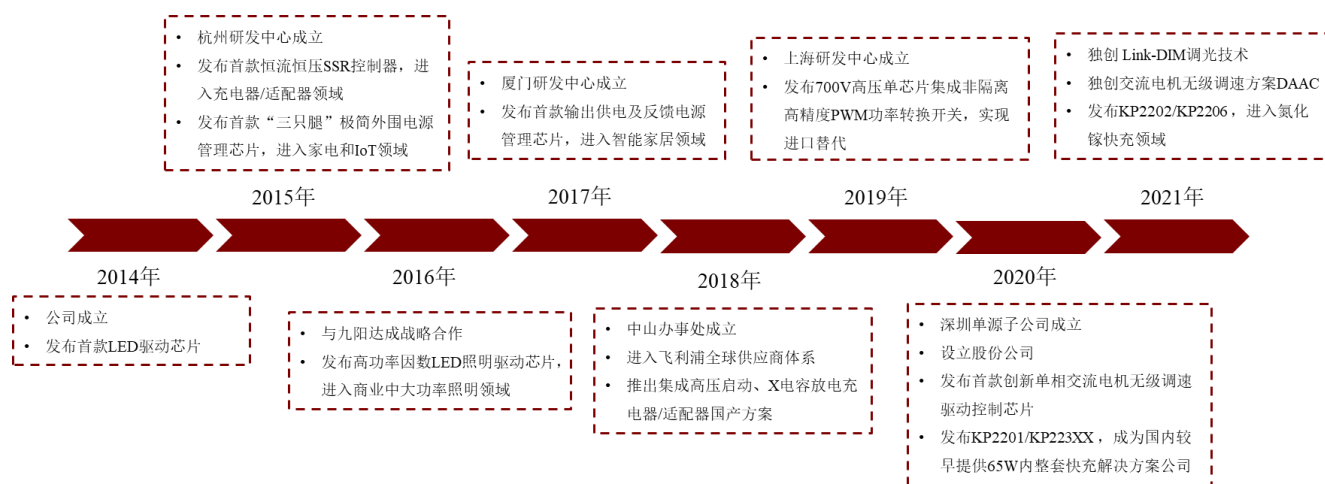 • 杭州研发中心成立
• 发布首款恒流恒压SSR控制器，进
入充电器/适配器领域
• 发布首款“三只腿”极简外围电源
管理芯片，进入家电和IoT领域
2015年
• 厦门研发中心成立
• 发布首款输出供电及反馈电源
管理芯片，进入智能家居领域
2017年
• 上海研发中心成立
• 发布700V高压单芯片集成非隔离
高精度PWM功率转换开关，实现
进口替代
2019年
• 独创 Link-DIM调光技术
• 独创交流电机无级调速方案DAAC
• 发布KP2202/KP2206，进入氮化
镓快充领域
2021年
2014年
• 公司成立
• 发布首款LED驱动芯片
2016年
• 与九阳达成战略合作
• 发布高功率因数LED照明驱动芯片，
进入商业中大功率照明领域
2018年
• 中山办事处成立
• 进入飞利浦全球供应商体系
• 推出集成高压启动、X电容放电充
电器/适配器国产方案
2020年
• 深圳单源子公司成立
• 设立股份公司
• 发布首款创新单相交流电机无级调速
驱动控制芯片
• 发布KP2201/KP223XX，成为国内较
早提供65W内整套快充解决方案公司